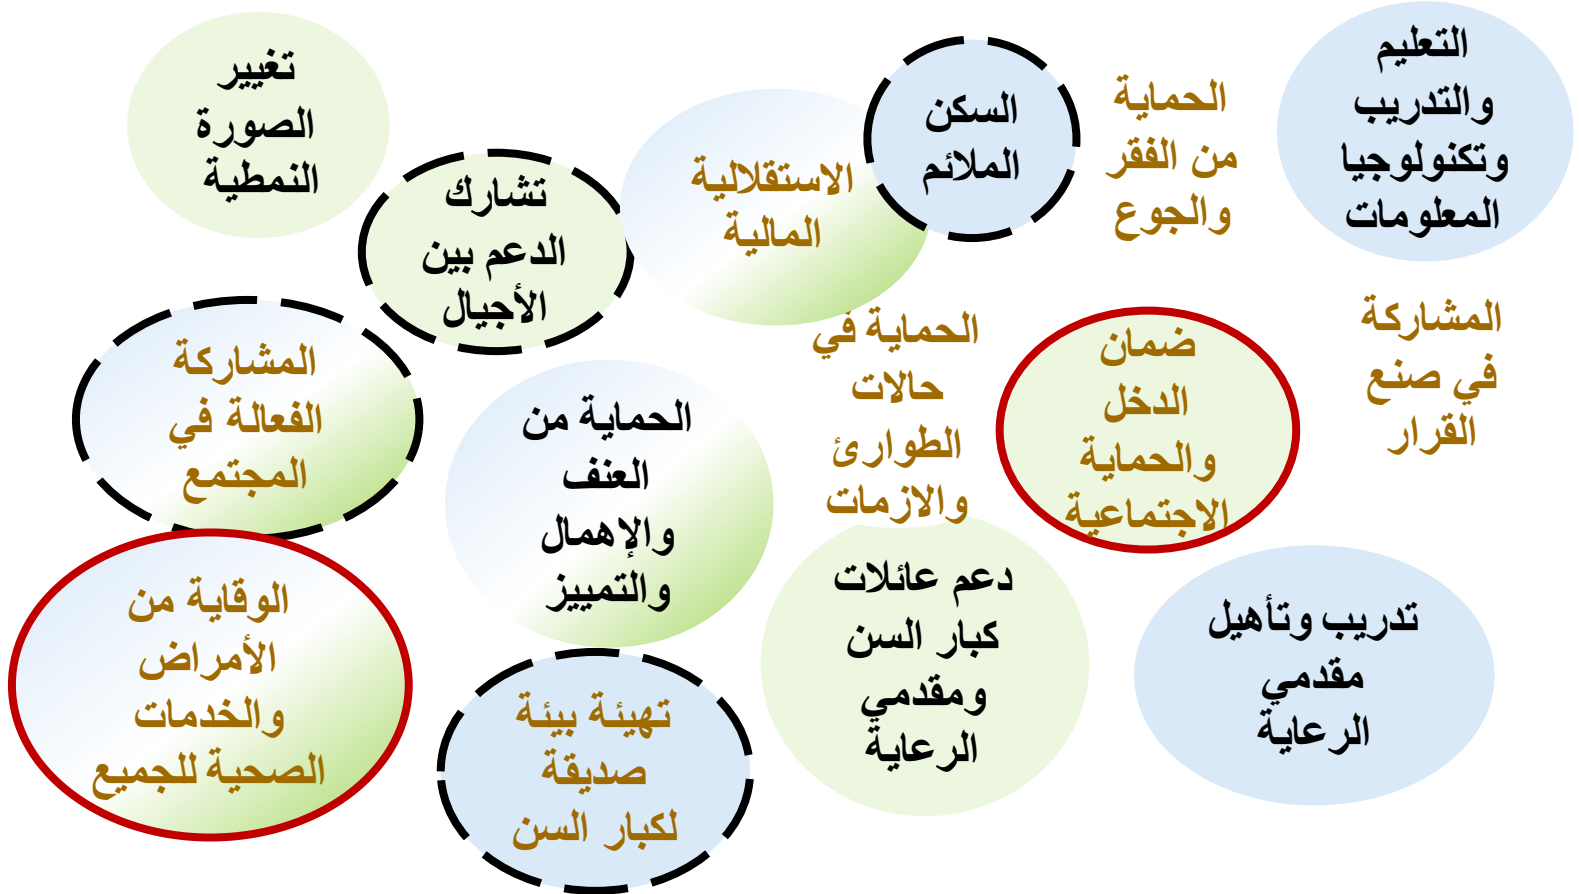 التعليم
والتدريب
وتكنولوجيا
المعلومات
الحماية
من الفقر
والجوع
السكن
الملائم
الاستقلالية
المالية
تشارك
الدعم بين
الأجيال
تغيير
الصورة
النمطية
المشاركة
في صنع
القرار
ضمان
الدخل
والحماية
الاجتماعية
الحماية في
حالات
الطوارئ
والازمات
الحماية من
العنف
والإهمال
والتمييز
المشاركة
الفعالة في
المجتمع
تدريب وتأهيل
مقدمي
الرعاية
دعم عائلات
كبار السن
ومقدمي
الرعاية
تهيئة بيئة
صديقة
لكبار السن
الوقاية من
الأمراض
والخدمات
الصحية للجميع